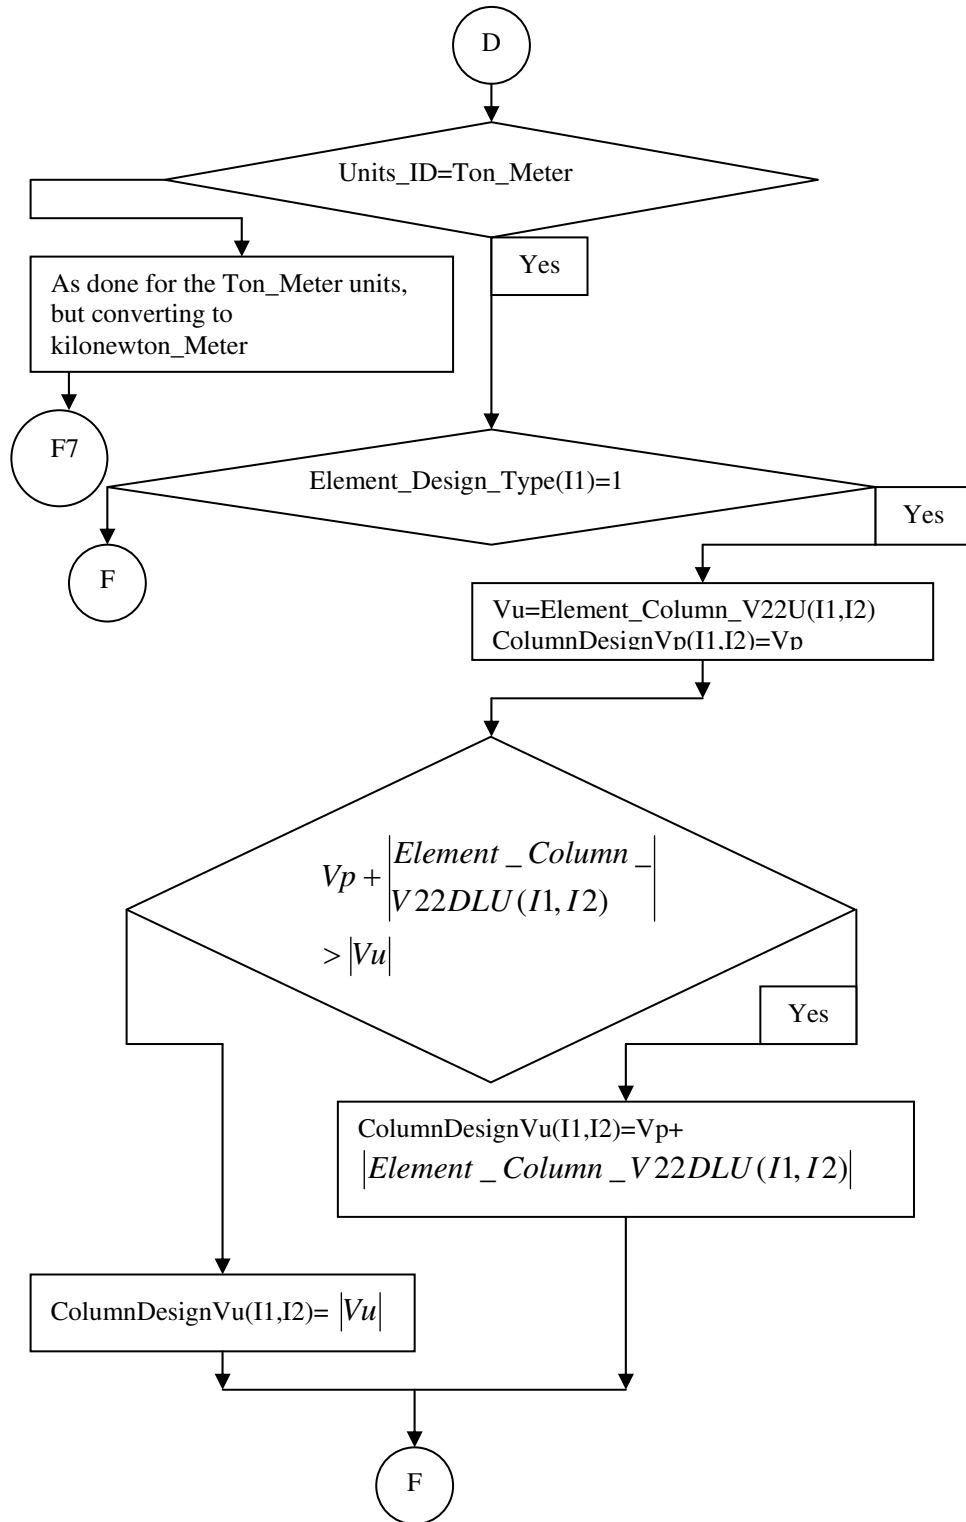 D
Units_ID=Ton_Meter
Yes
As done for the Ton_Meter units,
but converting to
kilonewton_Meter
F7
Element_Design_Type(I1)=1
Yes
F
Vu=Element_Column_V22U(I1,I2)
ColumnDesignVp(I1,I2)=Vp
Vp + |Element _ Column _
V22DLU(I1, I2)|
> |Vu|
Yes
ColumnDesignVu(I1,I2)=Vp+
|Element _ Column _ V22DLU(I1, I2)|
ColumnDesignVu(I1,I2)= |Vu|
F